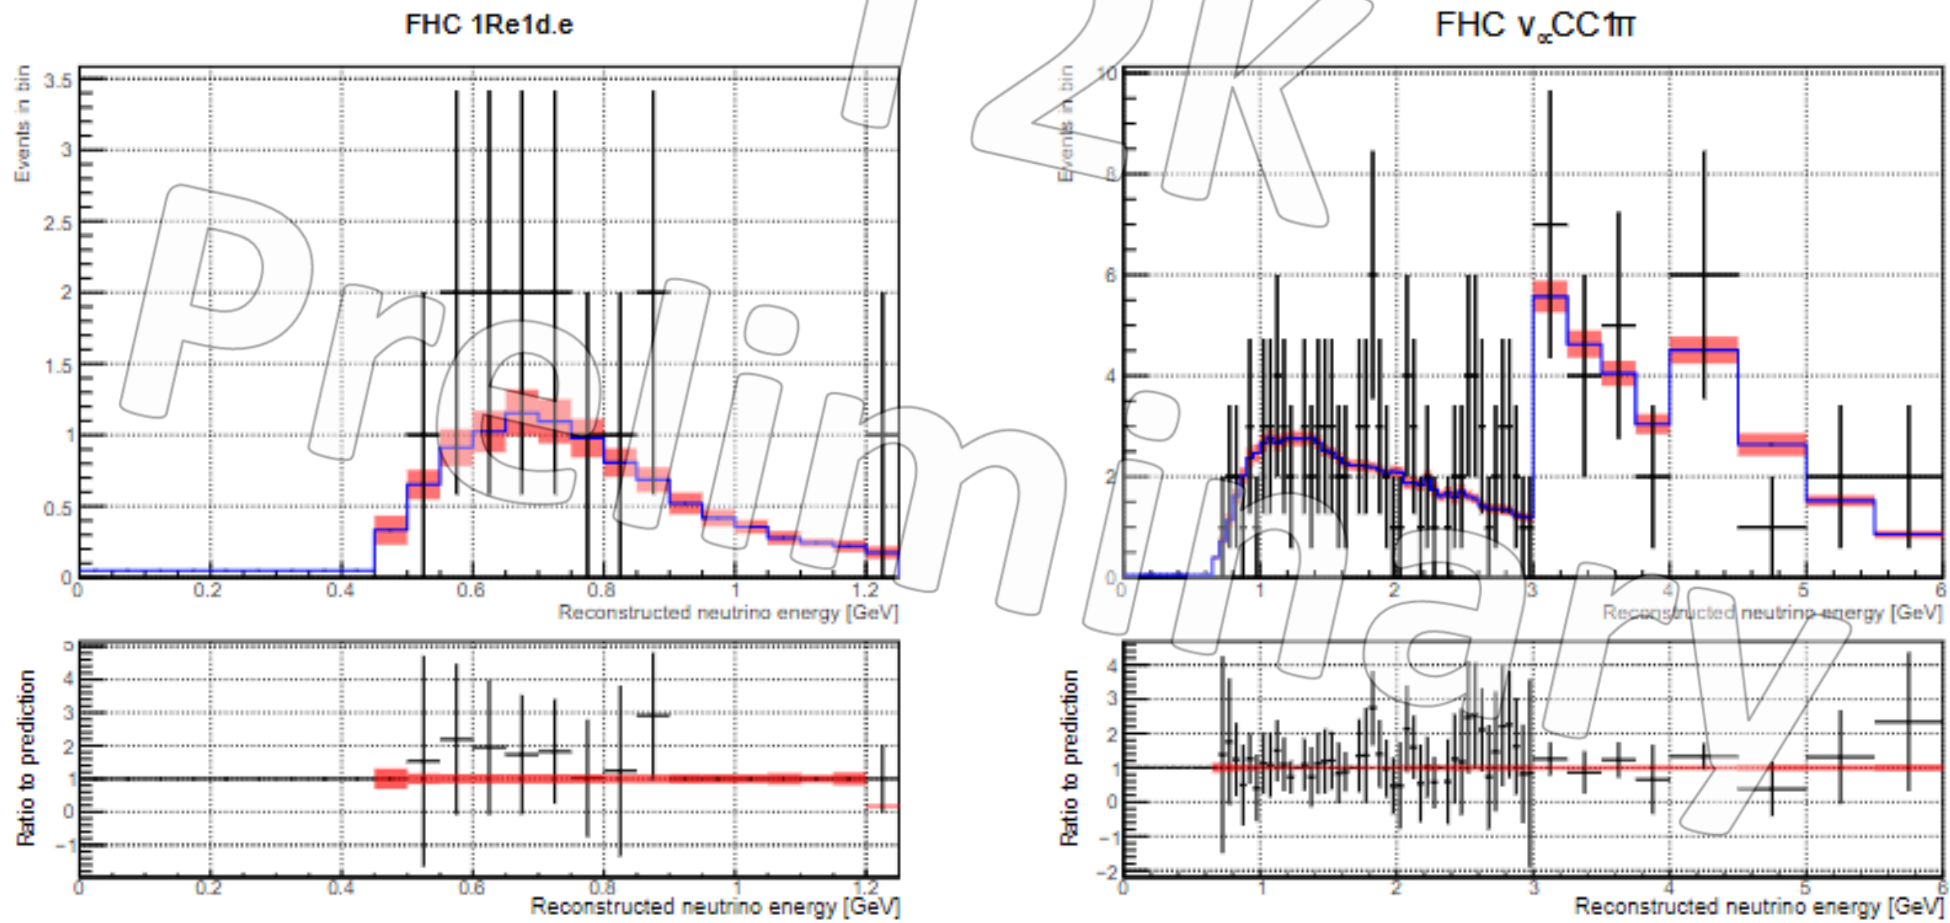 FHC 1Re1d.e
Events in bin
3.5
3
2.5
2
1.5
1
0.5
0
0 0.2 0.4 0.6 0.8 1 1.2
Reconstructed neutrino energy [GeV]
Ratio to prediction
5
4
3
2
1
0
−1
0 0.2 0.4 0.6 0.8 1 1.2
Reconstructed neutrino energy [GeV]
FHC νCC1π
Events in bin
10
8
6
4
2
0
0 1 2 3 4 5 6
Reconstructed neutrino energy [GeV]
Ratio to prediction
4
3
2
1
0
−1
−2
0 1 2 3 4 5 6
Reconstructed neutrino energy [GeV]
T2K
Preliminary